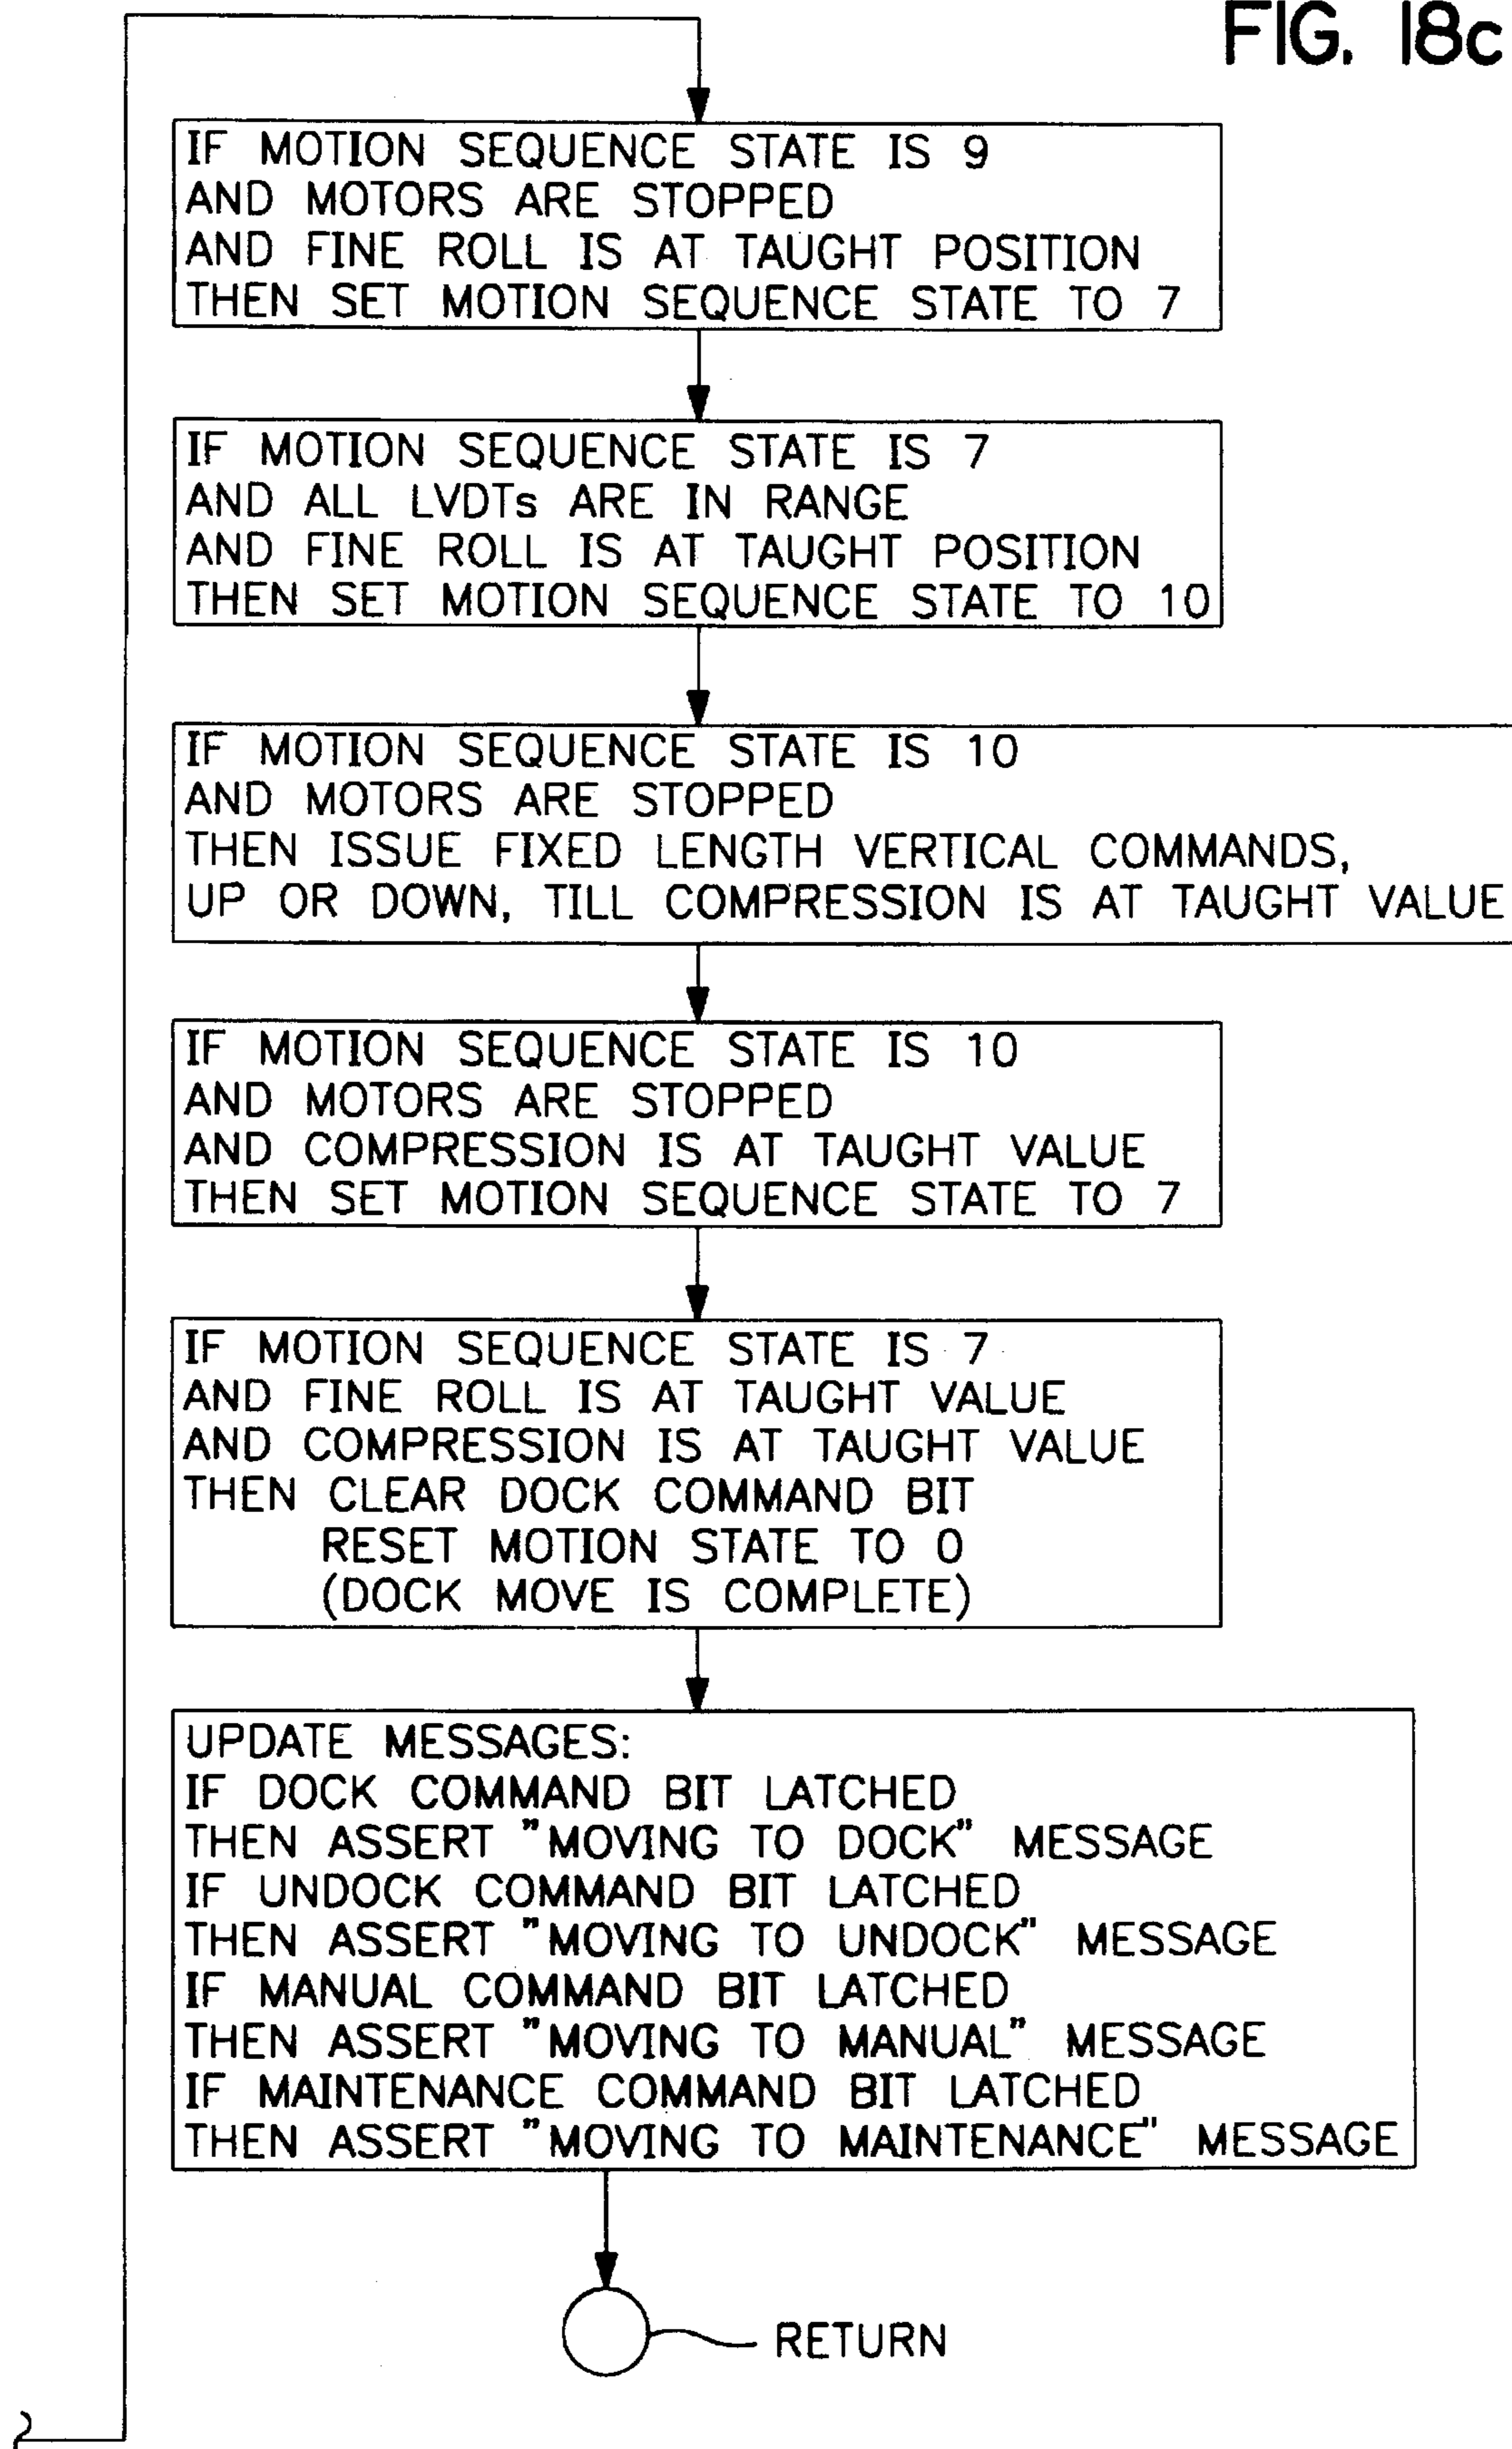 FIG. 18c
IF MOTION SEQUENCE STATE IS 9
AND MOTORS ARE STOPPED
AND FINE ROLL IS AT TAUGHT POSITION
THEN SET MOTION SEQUENCE STATE TO 7
IF MOTION SEQUENCE STATE IS 7
AND ALL LVDTs ARE IN RANGE
AND FINE ROLL IS AT TAUGHT POSITION
THEN SET MOTION SEQUENCE STATE TO 10
IF MOTION SEQUENCE STATE IS 10
AND MOTORS ARE STOPPED
THEN ISSUE FIXED LENGTH VERTICAL COMMANDS,
UP OR DOWN, TILL COMPRESSION IS AT TAUGHT VALUE
IF MOTION SEQUENCE STATE IS 10
AND MOTORS ARE STOPPED
AND COMPRESSION IS AT TAUGHT VALUE
THEN SET MOTION SEQUENCE STATE TO 7
IF MOTION SEQUENCE STATE IS 7
AND FINE ROLL IS AT TAUGHT VALUE
AND COMPRESSION IS AT TAUGHT VALUE
THEN CLEAR DOCK COMMAND BIT
RESET MOTION STATE TO 0
(DOCK MOVE IS COMPLETE)
UPDATE MESSAGES:
IF DOCK COMMAND BIT LATCHED
THEN ASSERT "MOVING TO DOCK" MESSAGE
IF UNDOCK COMMAND BIT LATCHED
THEN ASSERT "MOVING TO UNDOCK" MESSAGE
IF MANUAL COMMAND BIT LATCHED
THEN ASSERT "MOVING TO MANUAL" MESSAGE
IF MAINTENANCE COMMAND BIT LATCHED
THEN ASSERT "MOVING TO MAINTENANCE" MESSAGE
RETURN